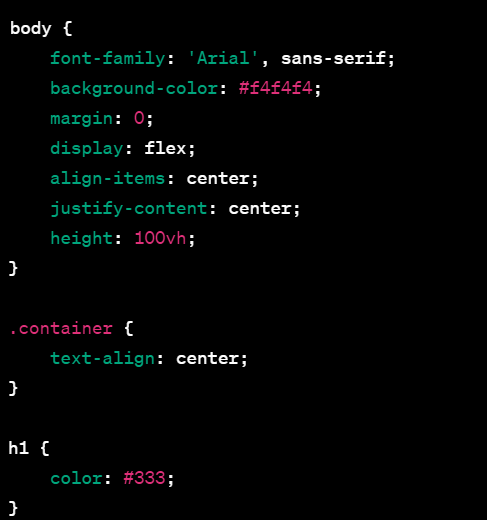 body {
    font-family: 'Arial', sans-serif;
    background-color: #f4f4f4;
    margin: 0;
    display: flex;
    align-items: center;
    justify-content: center;
    height: 100vh;
}

.container {
    text-align: center;
}

h1 {
    color: #333;
}